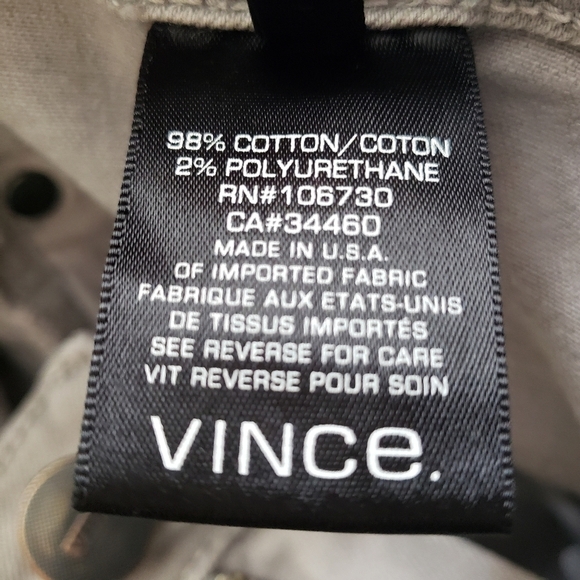 98% COTTON/COTON
2% POLYURETHANE
RN#106730
CA#34460
MADE IN U.S.A.
OF IMPORTED FABRIC
FABRIQUE AUX ETATS-UNIS
DE TISSUS IMPORTÉS
SEE REVERSE FOR CARE
VIT REVERSE POUR SOIN
VINCe.